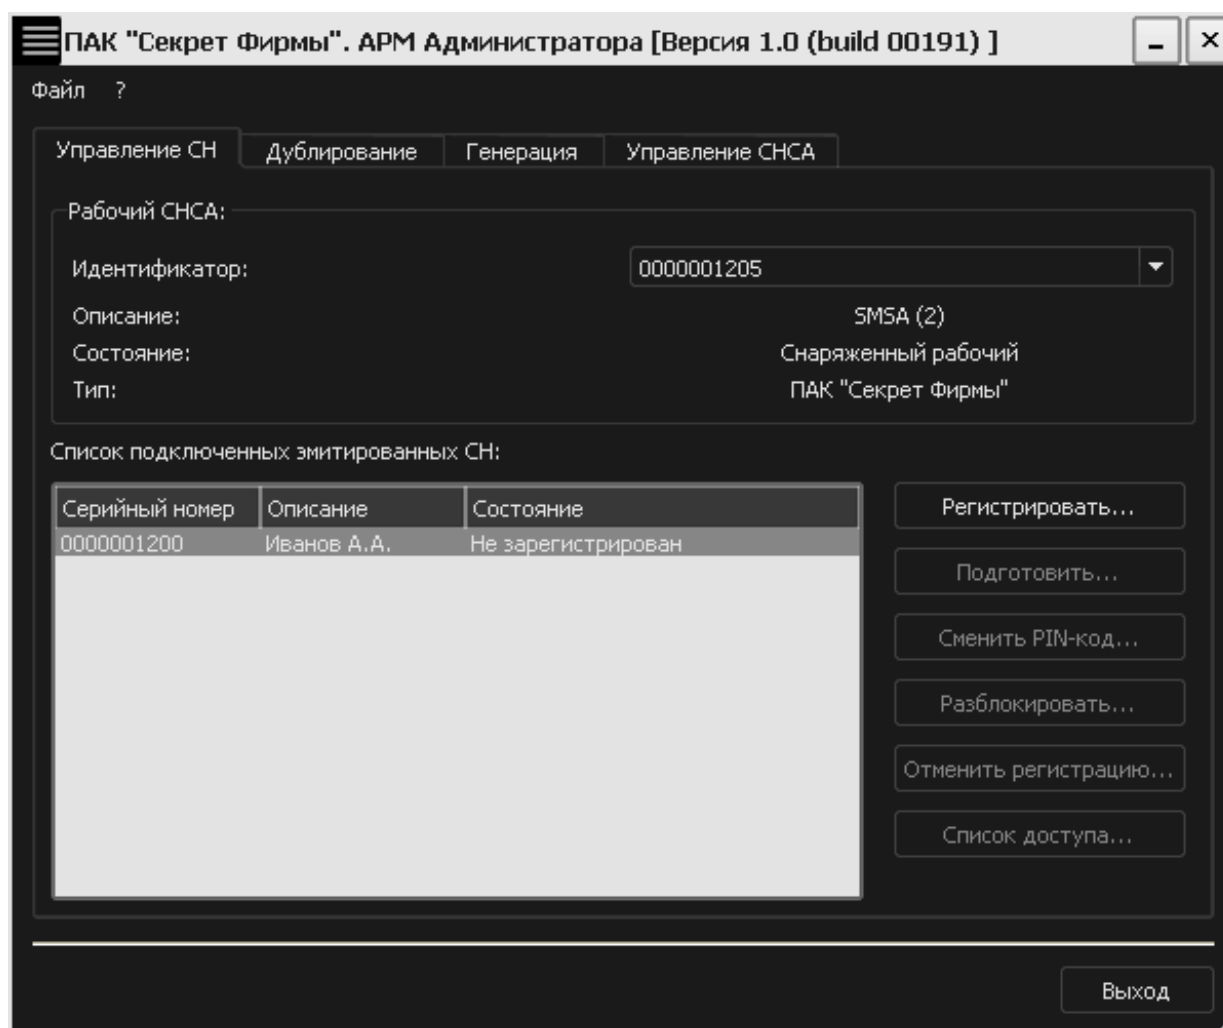 ПАК "Секрет Фирмы". АРМ Администратора [Версия 1.0 (build 00191) ]
Файл ?
Управление СН Дублирование Генерация Управление СНСА
Рабочий СНСА:
Идентификатор: 0000001205
Описание: SMSA (2)
Состояние: Снаряженный рабочий
Тип: ПАК "Секрет Фирмы"
Список подключенных эмитированных СН:
Серийный номер Описание Состояние
0000001200 Иванов А.А. Не зарегистрирован
Регистрировать...
Подготовить...
Сменить PIN-код...
Разблокировать...
Отменить регистрацию...
Список доступа...
Выход